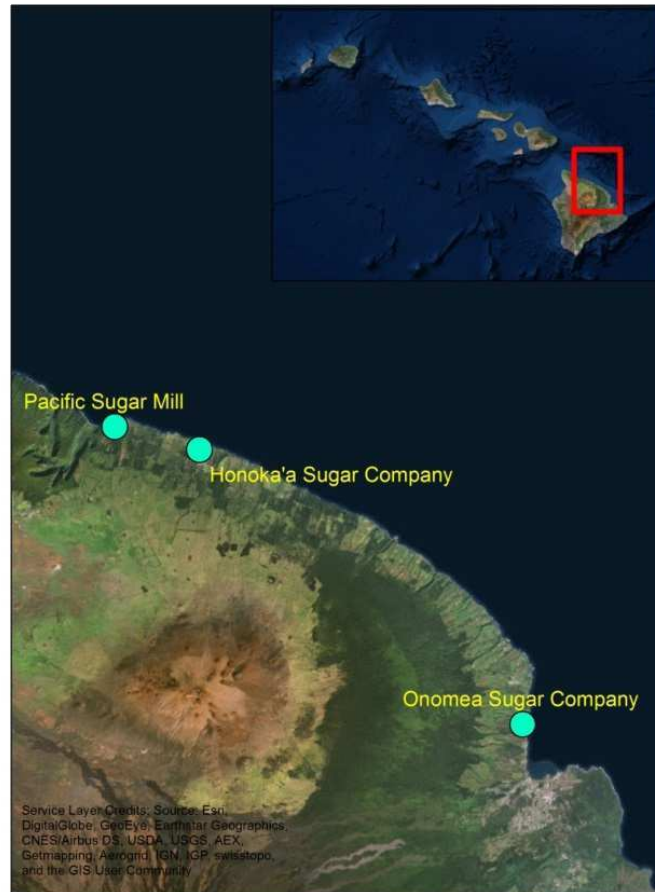 Pacific Sugar Mill
Honoka'a Sugar Company
Onomea Sugar Company
Service Layer Credits: Source: Esri,
DigitalGlobe, GeoEye, Earthstar Geographics,
CNES/Airbus DS, USDA, USGS, AEX,
Getmapping, Aerogrid, IGN, IGP, swisstopo,
and the GIS User Community